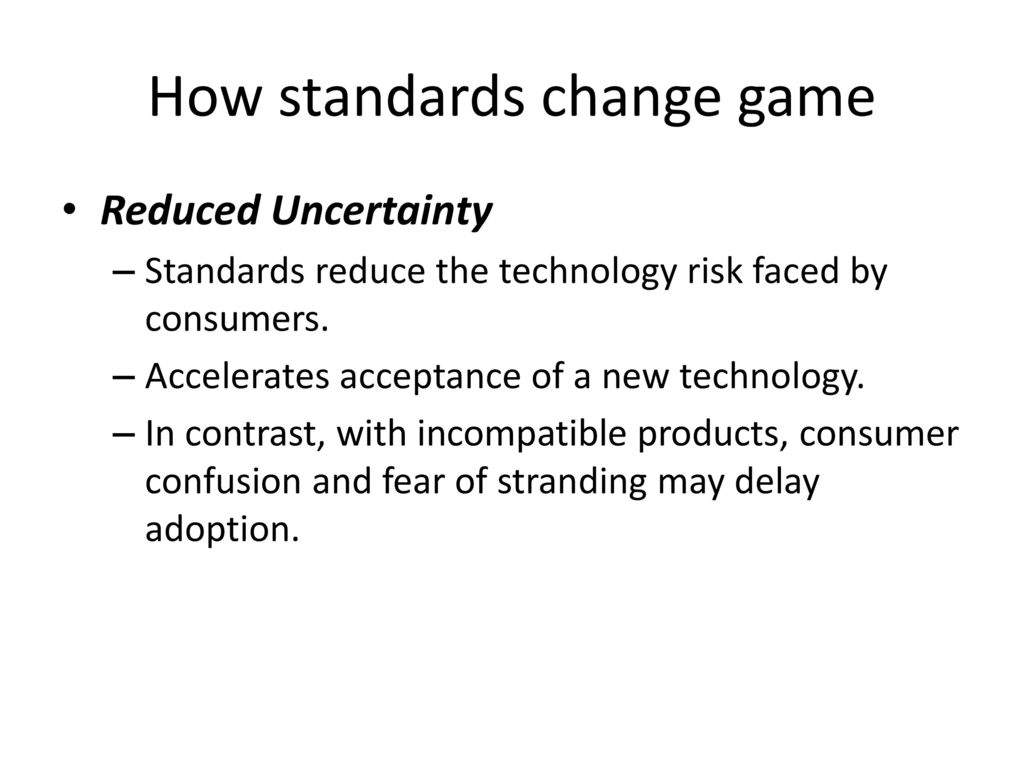 How standards change game
• Reduced Uncertainty
– Standards reduce the technology risk faced by
consumers.
– Accelerates acceptance of a new technology.
– In contrast, with incompatible products, consumer
confusion and fear of stranding may delay
adoption.